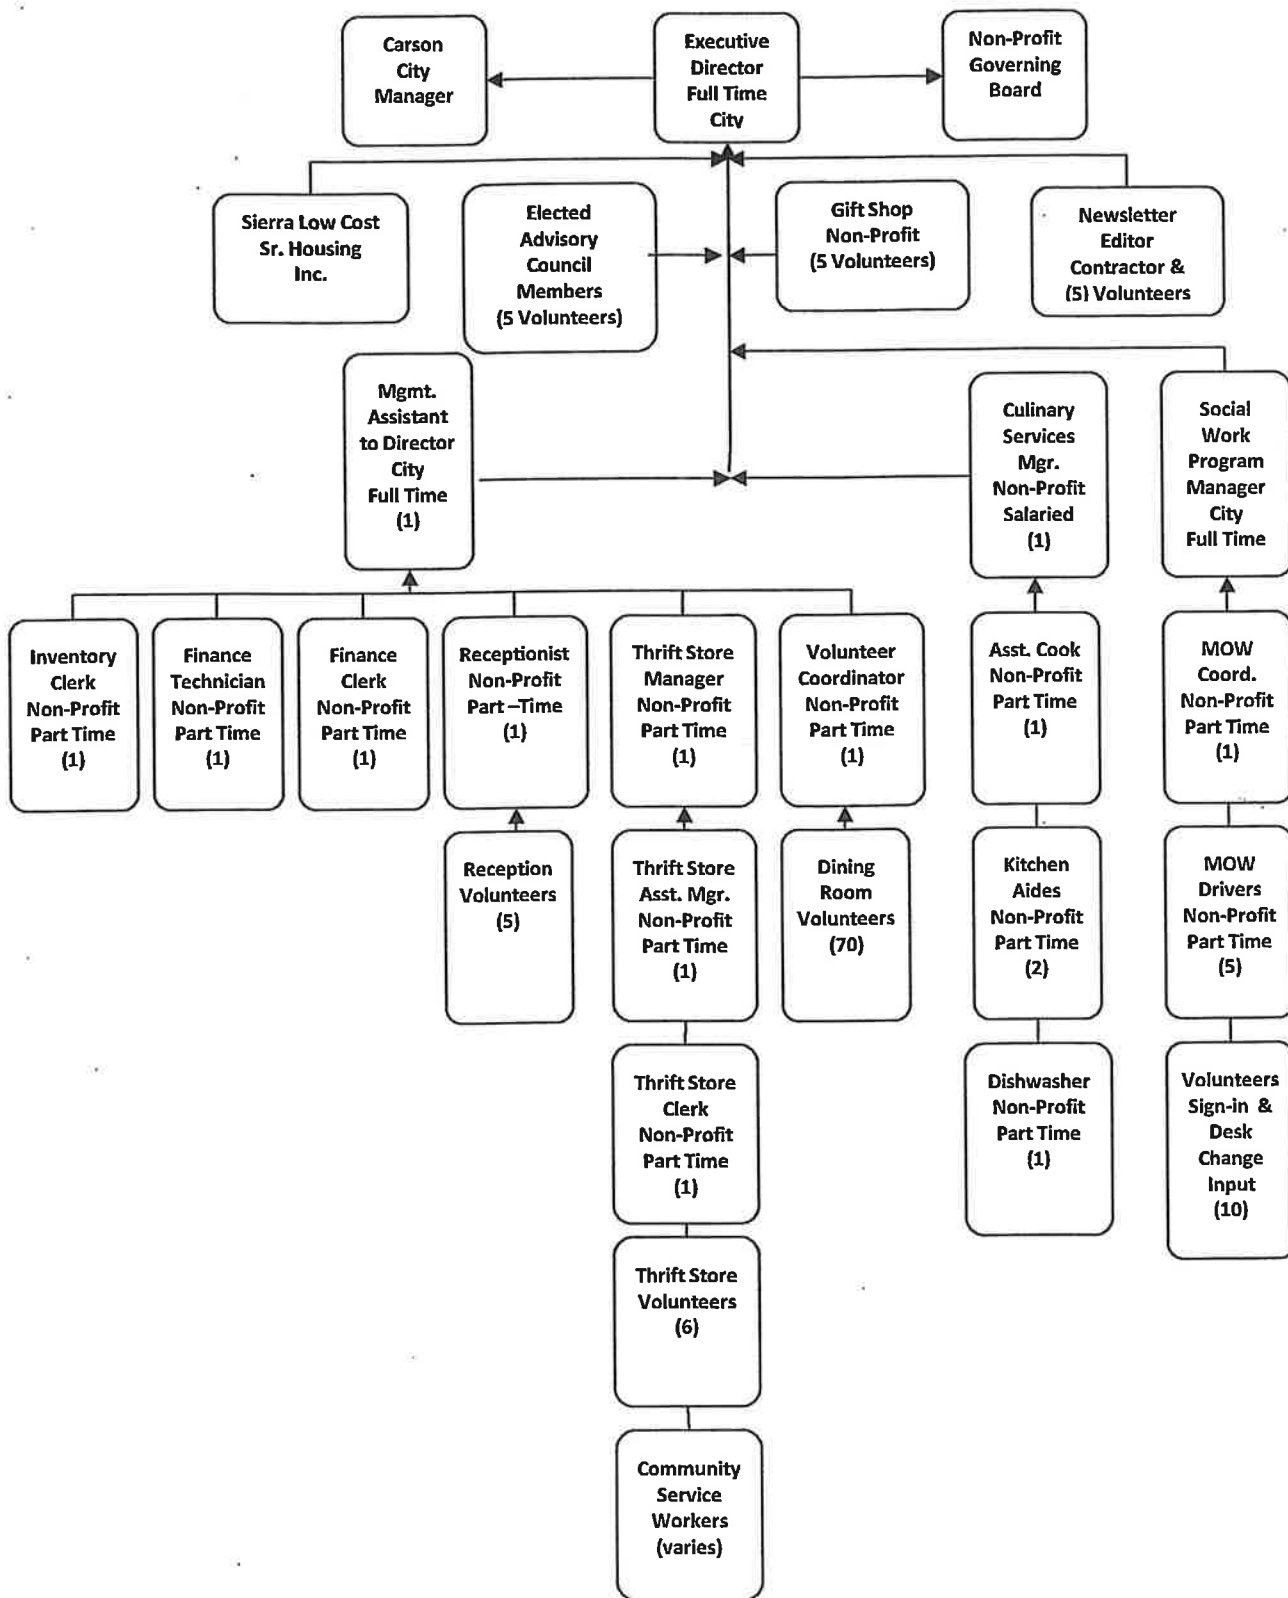 Carson
City
Manager
Executive
Director
Full Time
City
Non-Profit
Governing
Board
Sierra Low Cost
Sr. Housing
Inc.
Elected
Advisory
Council
Members
(5 Volunteers)
Gift Shop
Non-Profit
(5 Volunteers)
Newsletter
Editor
Contractor &
(5) Volunteers
Mgmt.
Assistant
to Director
City
Full Time
(1)
Culinary
Services
Mgr.
Non-Profit
Salaried
(1)
Social
Work
Program
Manager
City
Full Time
Inventory
Clerk
Non-Profit
Part Time
(1)
Finance
Technician
Non-Profit
Part Time
(1)
Finance
Clerk
Non-Profit
Part Time
(1)
Receptionist
Non-Profit
Part –Time
(1)
Thrift Store
Manager
Non-Profit
Part Time
(1)
Volunteer
Coordinator
Non-Profit
Part Time
(1)
Asst. Cook
Non-Profit
Part Time
(1)
MOW
Coord.
Non-Profit
Part Time
(1)
Reception
Volunteers
(5)
Thrift Store
Asst. Mgr.
Non-Profit
Part Time
(1)
Dining
Room
Volunteers
(70)
Kitchen
Aides
Non-Profit
Part Time
(2)
MOW
Drivers
Non-Profit
Part Time
(5)
Thrift Store
Clerk
Non-Profit
Part Time
(1)
Dishwasher
Non-Profit
Part Time
(1)
Volunteers
Sign-in &
Desk
Change
Input
(10)
Thrift Store
Volunteers
(6)
Community
Service
Workers
(varies)